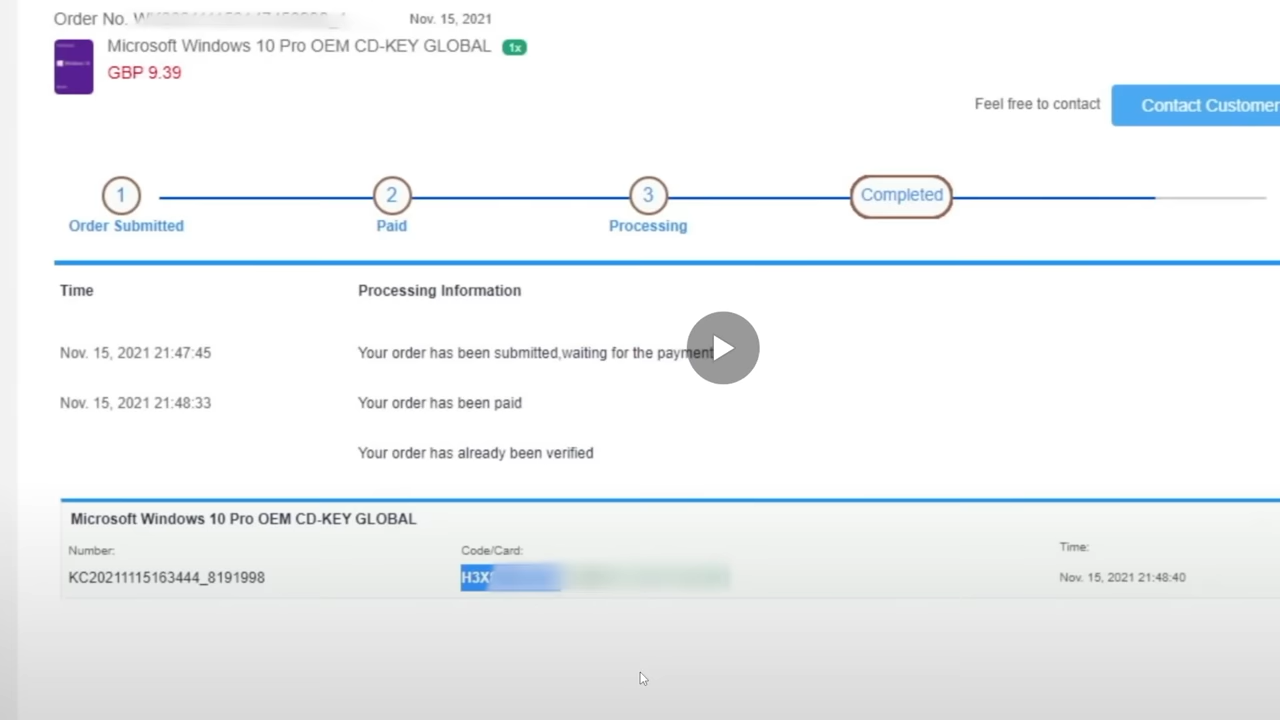 Order No. Nov. 15, 2021
Microsoft Windows 10 Pro OEM CD-KEY GLOBAL 1x
GBP 9.39
Feel free to contact Contact Customer
1 2 3 Completed
Order Submitted Paid Processing
Time Processing Information
Nov. 15, 2021 21:47:45 Your order has been submitted,waiting for the payment
Nov. 15, 2021 21:48:33 Your order has been paid
Your order has already been verified
Microsoft Windows 10 Pro OEM CD-KEY GLOBAL
Number: Code/Card: Time:
KC20211115163444_8191998 H3X Nov. 15, 2021 21:48:40